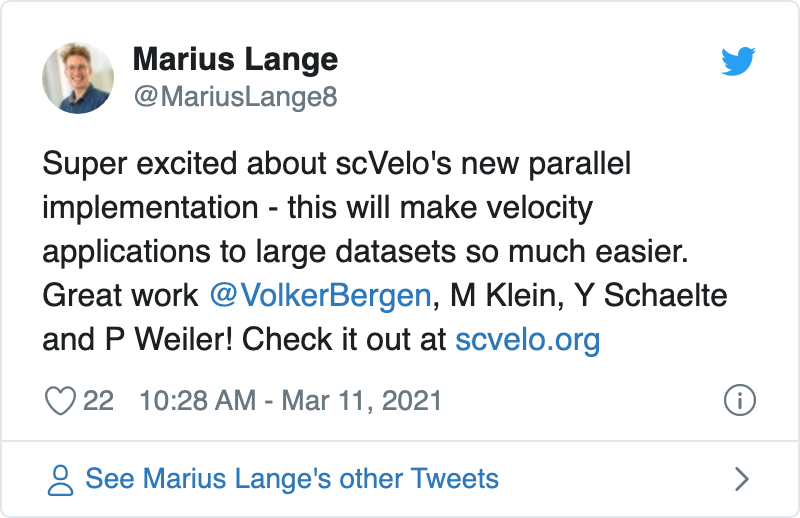 Marius Lange
@MariusLange8
Super excited about scVelo's new parallel
implementation - this will make velocity
applications to large datasets so much easier.
Great work @VolkerBergen, M Klein, Y Schaelte
and P Weiler! Check it out at scvelo.org
22 10:28 AM - Mar 11, 2021
See Marius Lange's other Tweets